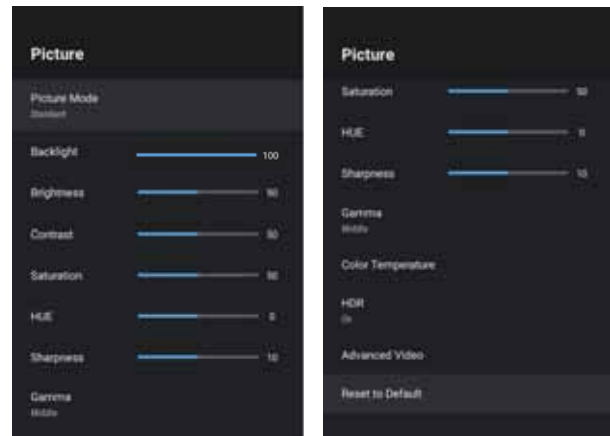 Picture
Picture Mode
Standard
Backlight 100
Brightness 50
Contrast 50
Saturation 50
HUE 0
Sharpness 10
Gamma
Middle
Picture
Saturation 50
HUE 0
Sharpness 10
Gamma
Middle
Color Temperature
HDR
On
Advanced Video
Reset to Default